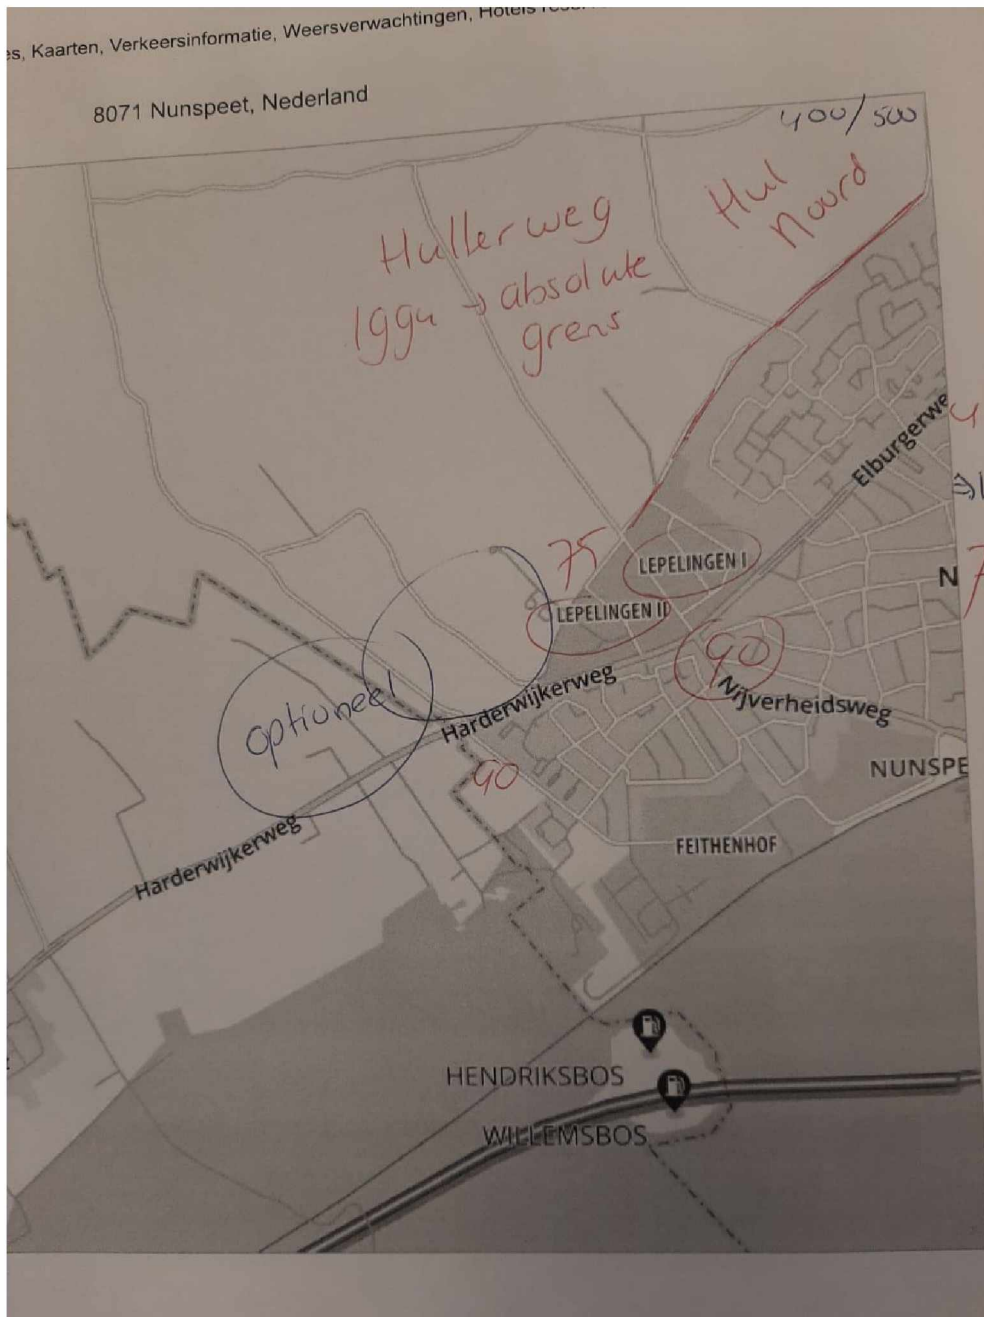 es, Kaarten, Verkeersinformatie, Weersverwachtingen, Hotels
8071 Nunspeet, Nederland
400/500
Hul
Noord
Hullerweg
1994 → absolute
grens
Elburgerwe
75
LEPELINGEN I
LEPELINGEN II
N
90
optioneel
Harderwijkerweg
Nijverheidsweg
90
NUNSPE
Harderwijkerweg
FEITHENHOF
HENDRIKSBOS
WILLEMSBOS